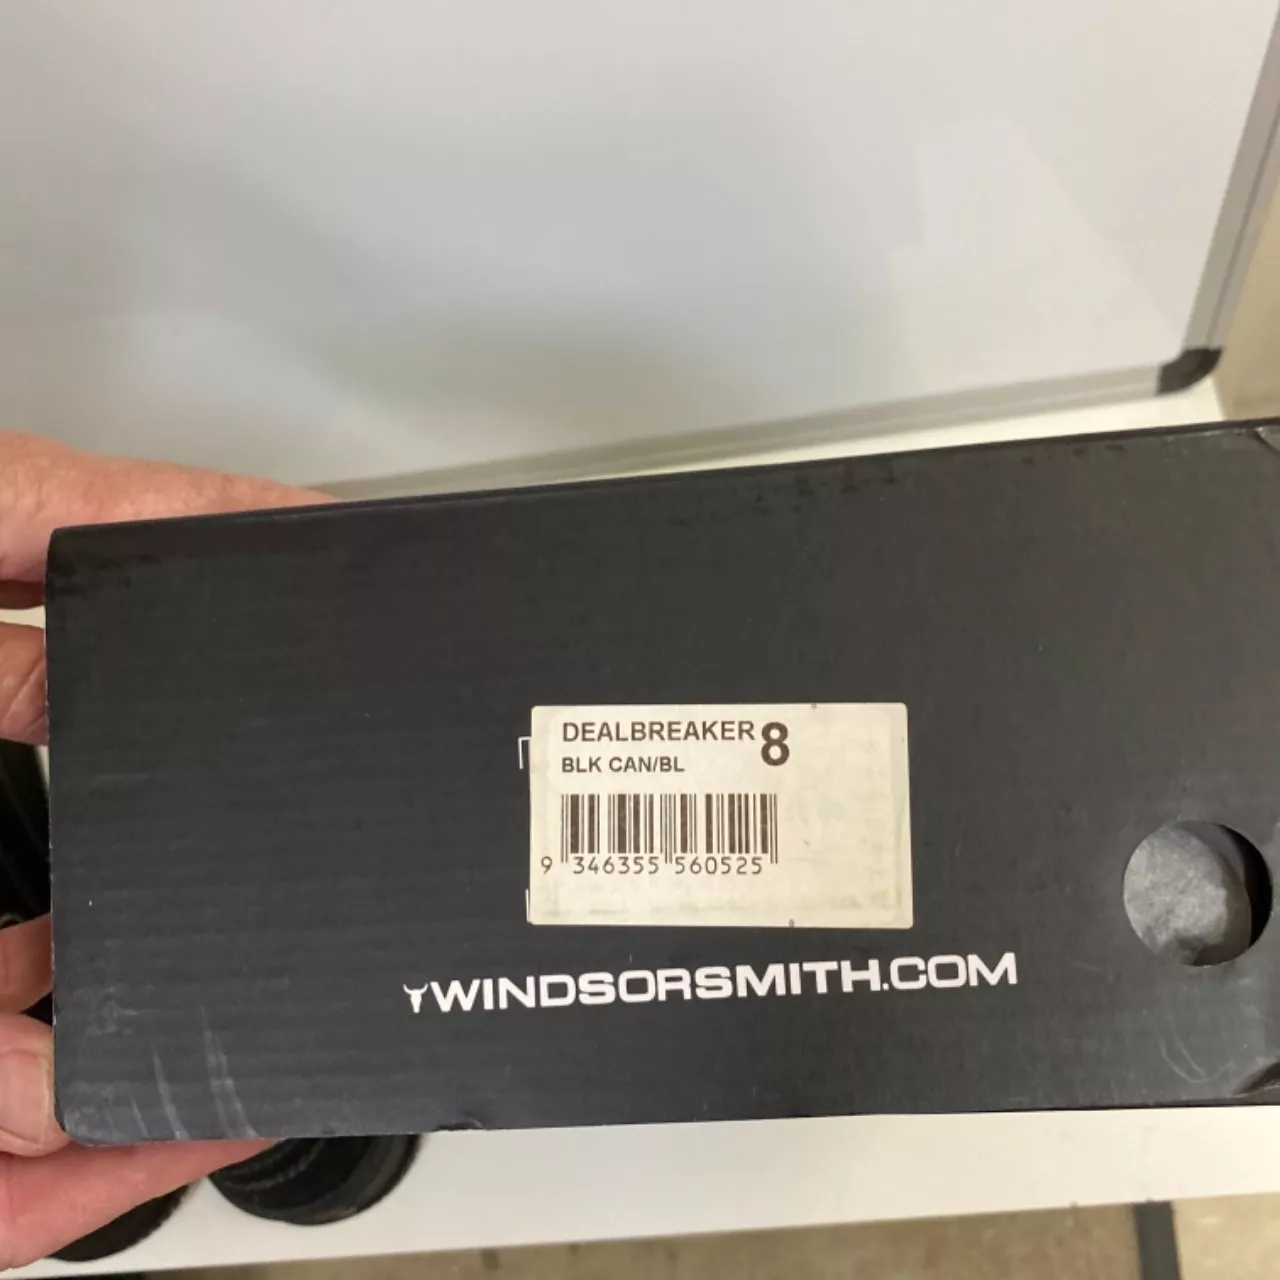 DEALBREAKER 8
BLK CAN/BL
9 346355 560525
WINDSORSMITH.COM